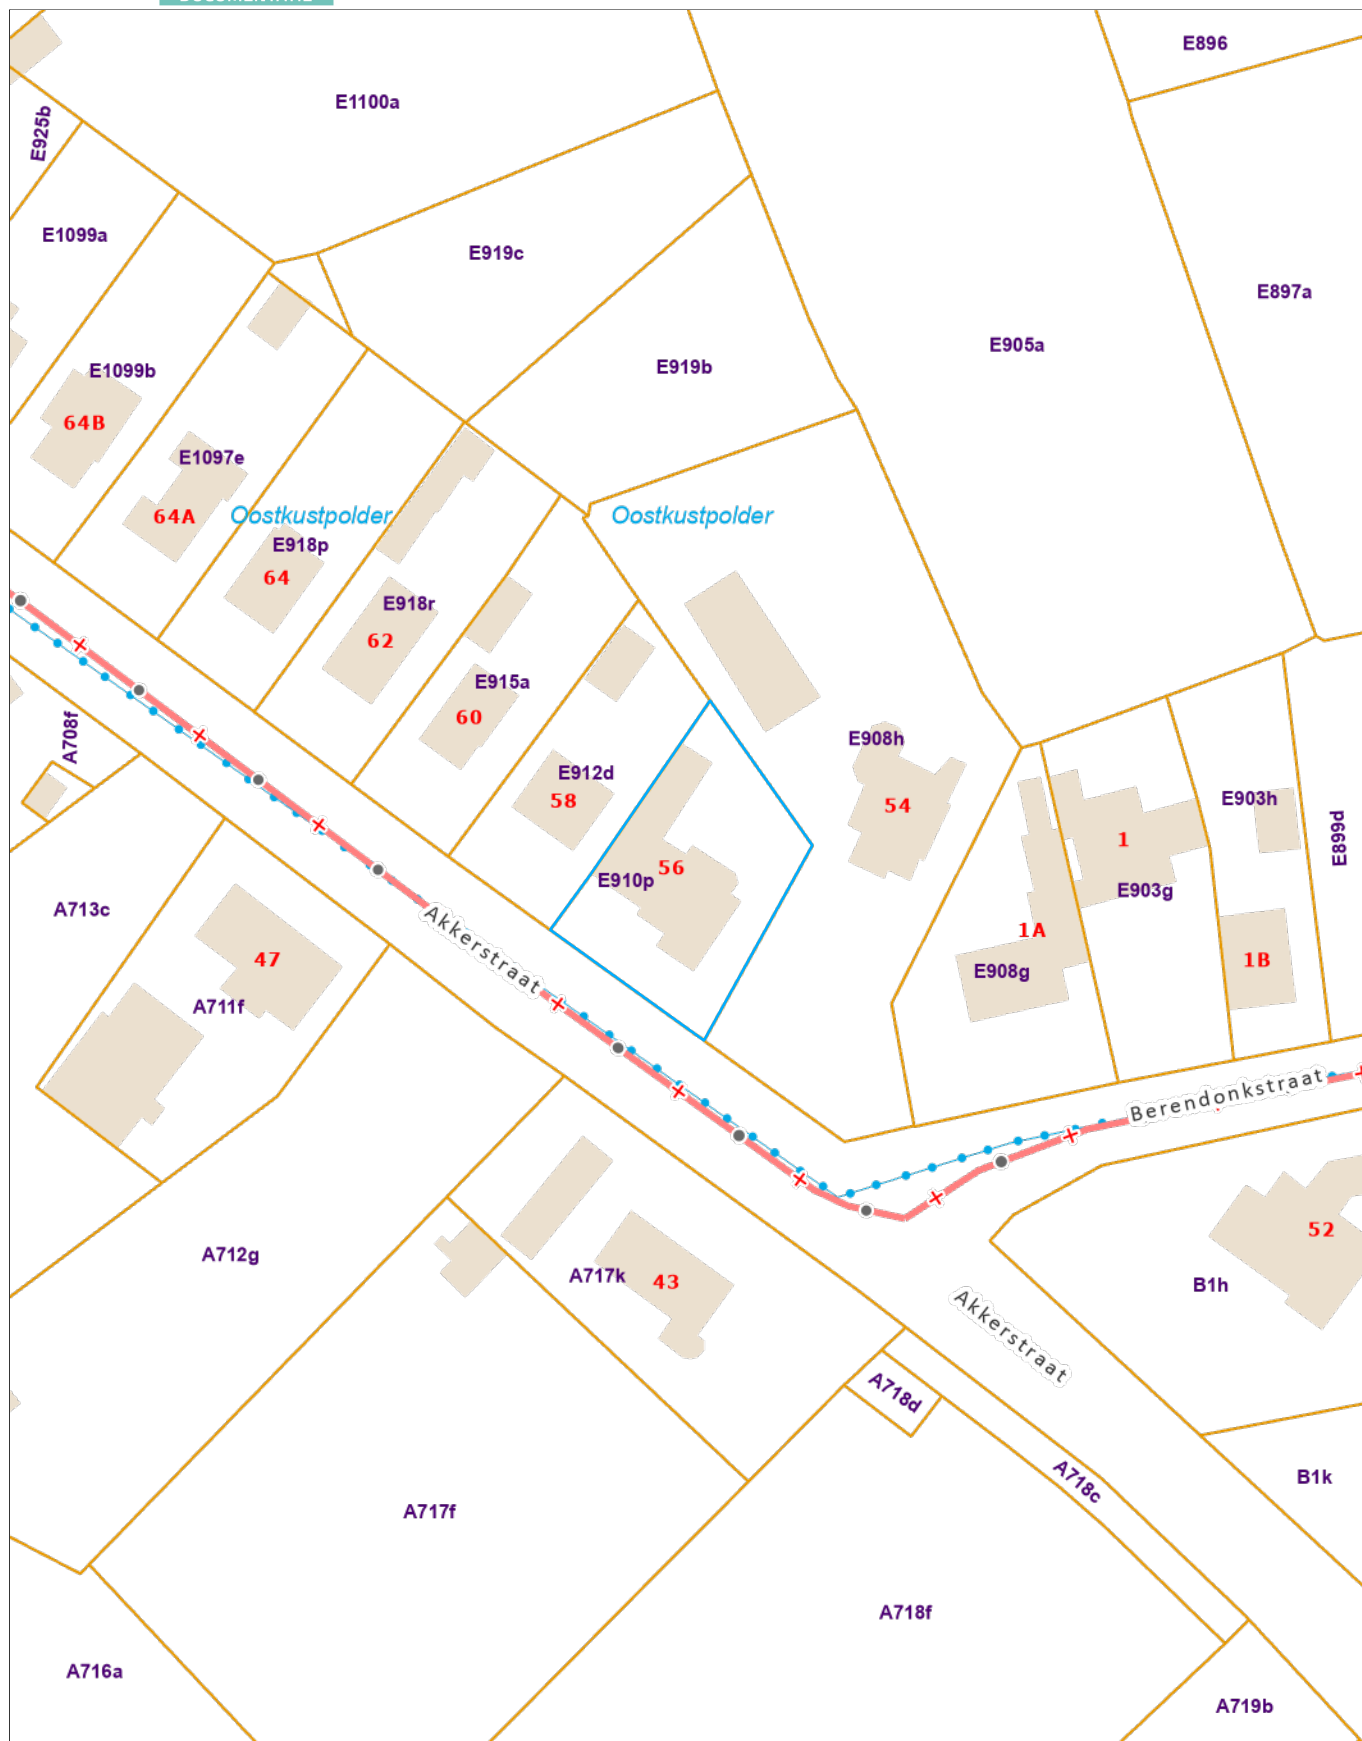 E896
E1100a
E925b
E1099a
E919c
E897a
E905a
E919b
E1099b
64B
E1097e
64A
Oostkustpolder
Oostkustpolder
E918p
64
E918r
62
E915a
60
A708f
E908h
E912d
58
54
E903h
E899d
1
56
E910p
E903g
A713c
Akkerstraat
1A
47
1B
E908g
A711f
Berendonkstraat
52
A712g
A717k
43
B1h
Akkerstraat
A718d
B1k
A718c
A717f
A718f
A716a
A719b